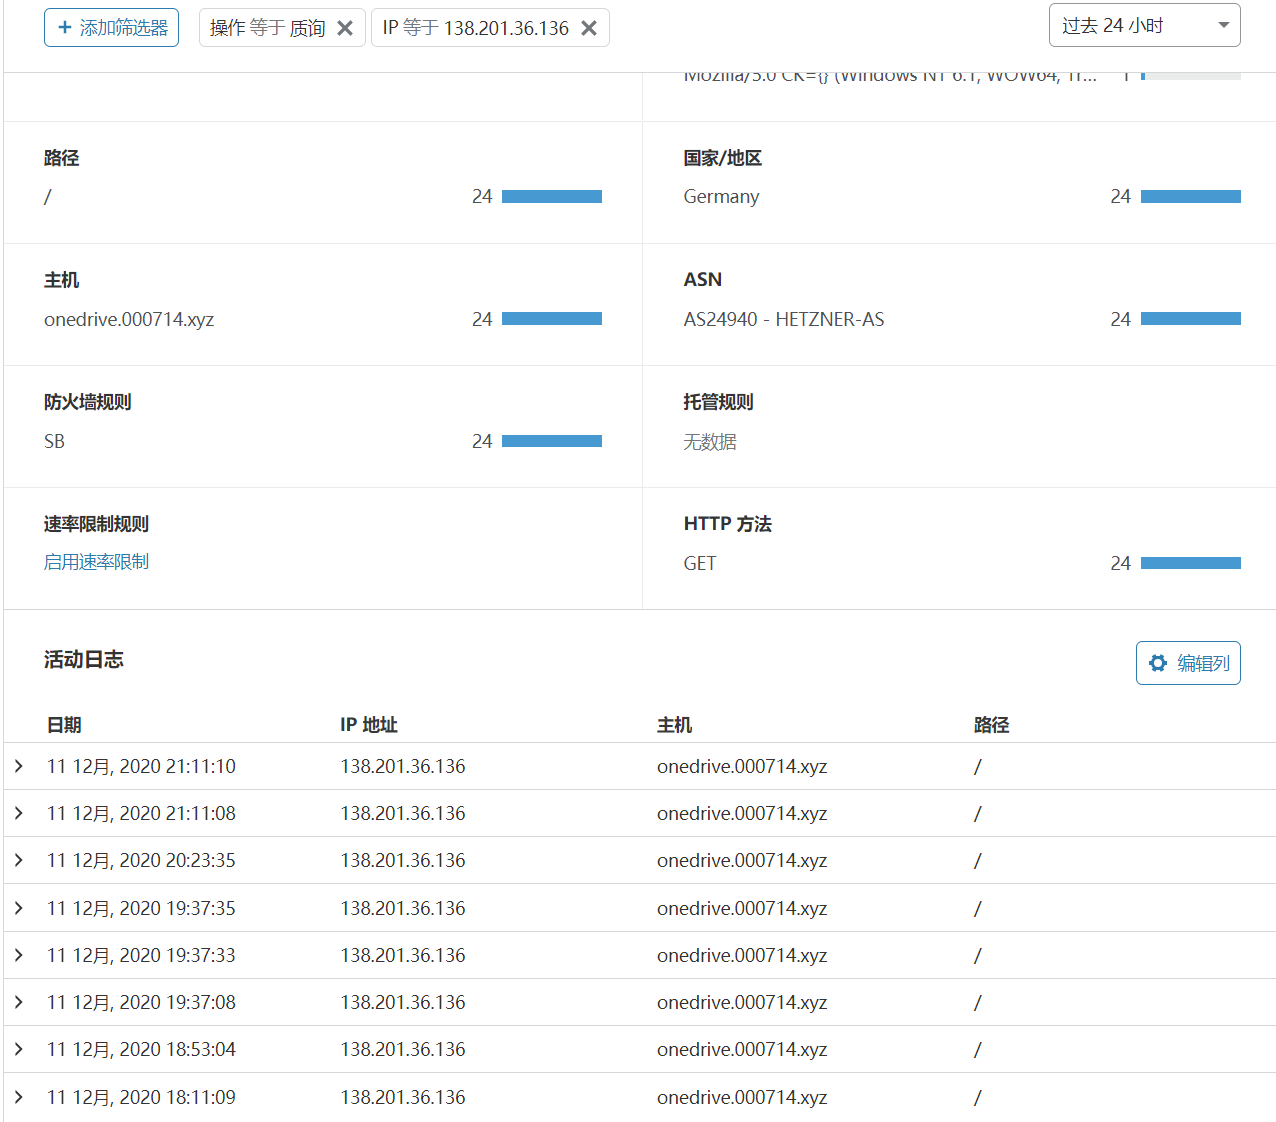 + 添加筛选器 操作 等于 质询 × IP 等于 138.201.36.136 × 过去 24 小时
Mozilla/5.0 CK={} (Windows NT 6.1; WOW64; Tr... 1
路径 国家/地区
/ 24 Germany 24
主机 ASN
onedrive.000714.xyz 24 AS24940 - HETZNER-AS 24
防火墙规则 托管规则
SB 24 无数据
速率限制规则 HTTP 方法
启用速率限制 GET 24
活动日志 编辑列
日期 IP 地址 主机 路径
11 12月, 2020 21:11:10 138.201.36.136 onedrive.000714.xyz /
11 12月, 2020 21:11:08 138.201.36.136 onedrive.000714.xyz /
11 12月, 2020 20:23:35 138.201.36.136 onedrive.000714.xyz /
11 12月, 2020 19:37:35 138.201.36.136 onedrive.000714.xyz /
11 12月, 2020 19:37:33 138.201.36.136 onedrive.000714.xyz /
11 12月, 2020 19:37:08 138.201.36.136 onedrive.000714.xyz /
11 12月, 2020 18:53:04 138.201.36.136 onedrive.000714.xyz /
11 12月, 2020 18:11:09 138.201.36.136 onedrive.000714.xyz /